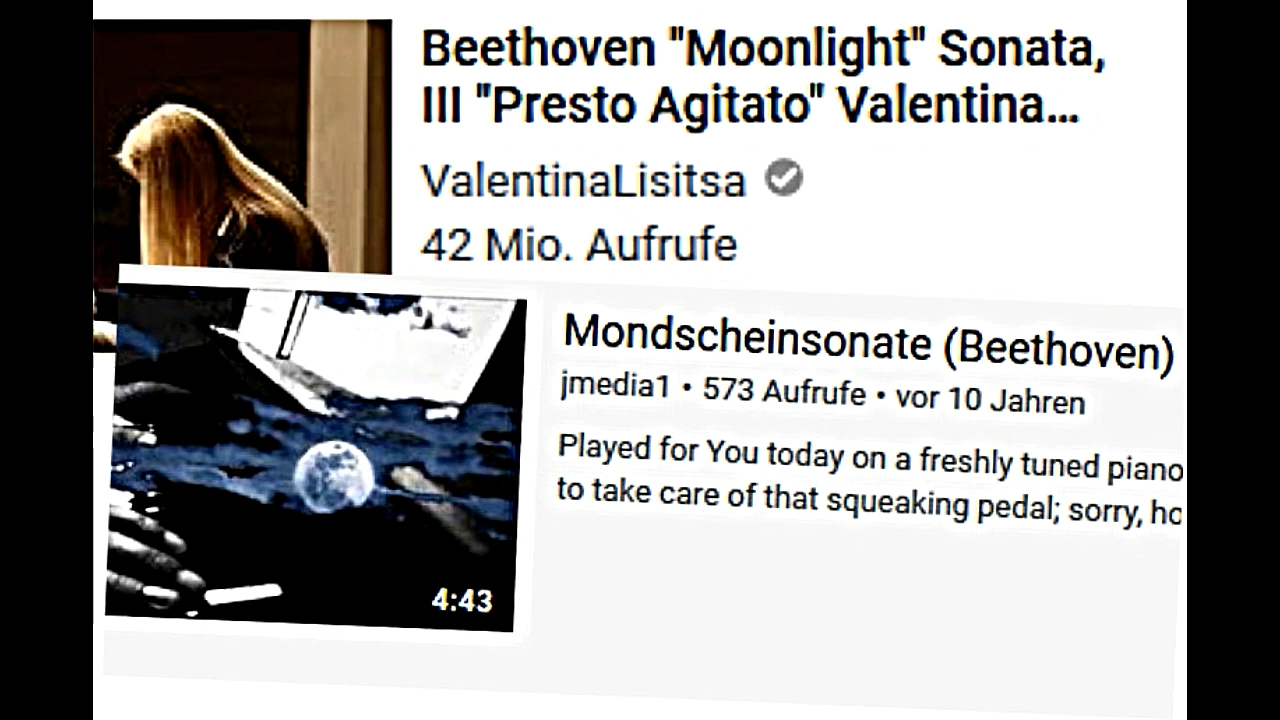 Beethoven "Moonlight" Sonata,
III "Presto Agitato" Valentina...
ValentinaLisitsa
42 Mio. Aufrufe
Mondscheinsonate (Beethoven)
jmedia1 • 573 Aufrufe • vor 10 Jahren
Played for You today on a freshly tuned piano
to take care of that squeaking pedal; sorry, ho
4:43